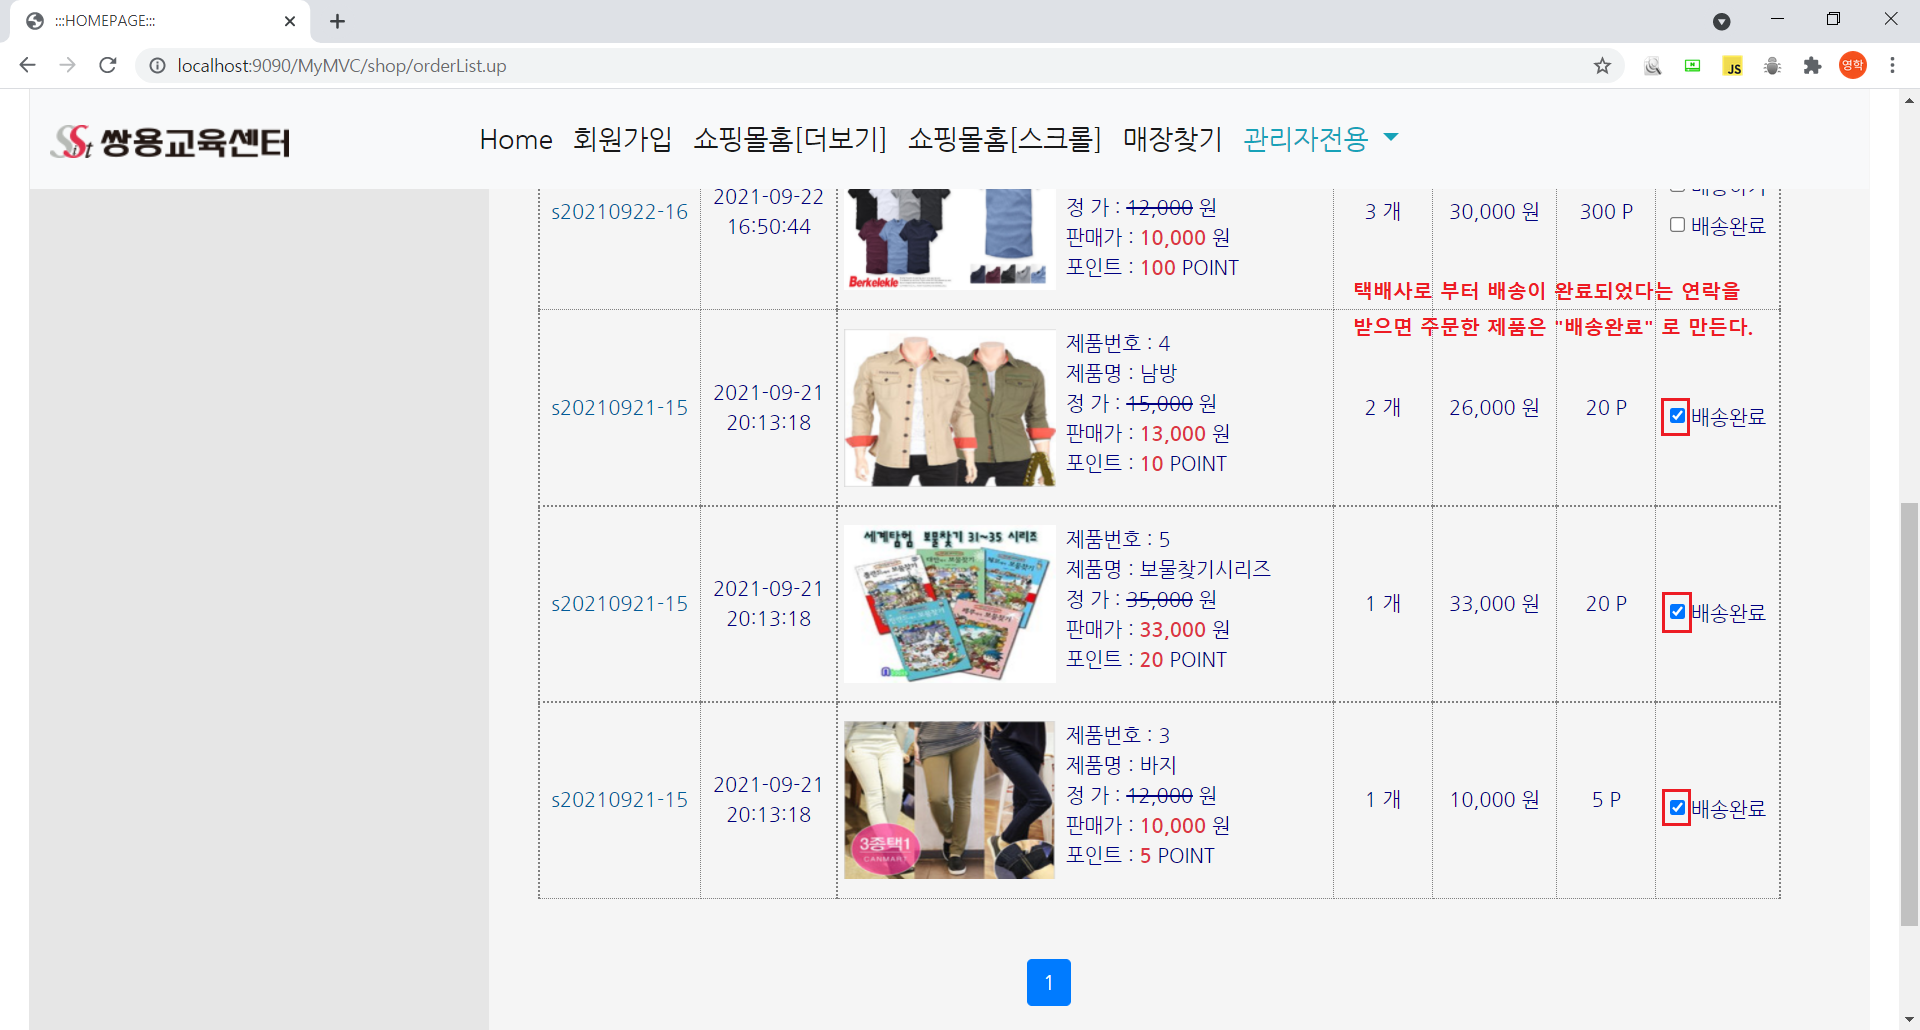 :::HOMEPAGE:::
localhost:9090/MyMVC/shop/orderList.up
영학
JS
SSist 쌍용교육센터
Home 회원가입 쇼핑몰홈[더보기] 쇼핑몰홈[스크롤] 매장찾기 관리자전용
s20210922-16
2021-09-22
16:50:44
Berkelekle
정 가 : 12,000 원
판매가 : 10,000 원
포인트 : 100 POINT
3 개
30,000 원
300 P
배송하기
배송완료
택배사로 부터 배송이 완료되었다는 연락을
받으면 주문한 제품은 "배송완료" 로 만든다.
s20210921-15
2021-09-21
20:13:18
제품번호 : 4
제품명 : 남방
정 가 : 15,000 원
판매가 : 13,000 원
포인트 : 10 POINT
2 개
26,000 원
20 P
배송완료
s20210921-15
2021-09-21
20:13:18
세계탐험 보물찾기 31~35 시리즈
제품번호 : 5
제품명 : 보물찾기시리즈
정 가 : 35,000 원
판매가 : 33,000 원
포인트 : 20 POINT
1 개
33,000 원
20 P
배송완료
s20210921-15
2021-09-21
20:13:18
3종택1
CANMART
제품번호 : 3
제품명 : 바지
정 가 : 12,000 원
판매가 : 10,000 원
포인트 : 5 POINT
1 개
10,000 원
5 P
배송완료
1